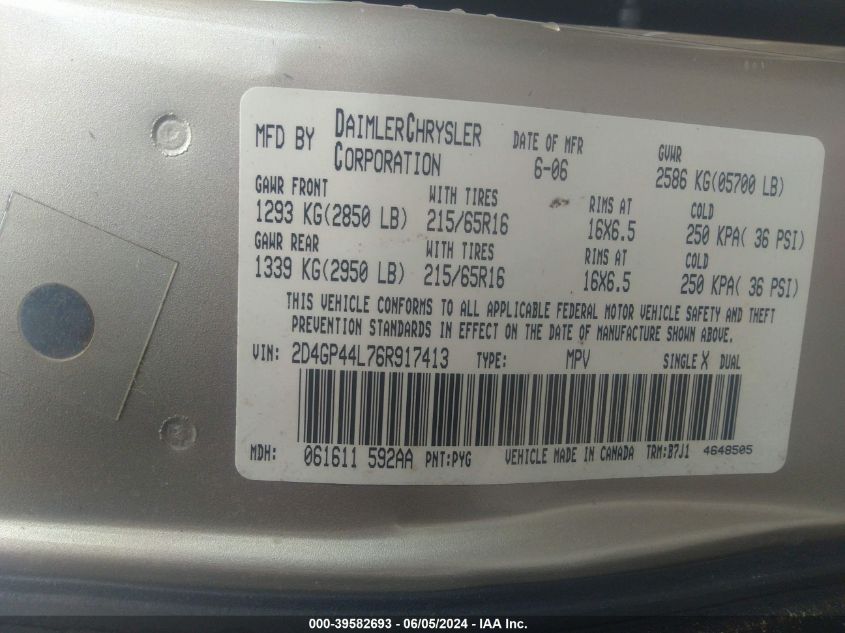 MFD BY DAIMLERCHRYSLER CORPORATION DATE OF MFR 6-06 GVWR 2586 KG(05700 LB)
GAWR FRONT WITH TIRES RIMS AT COLD
1293 KG(2850 LB) 215/65R16 16X6.5 250 KPA( 36 PSI)
GAWR REAR WITH TIRES RIMS AT COLD
1339 KG(2950 LB) 215/65R16 16X6.5 250 KPA( 36 PSI)
THIS VEHICLE CONFORMS TO ALL APPLICABLE FEDERAL MOTOR VEHICLE SAFETY AND THEFT
PREVENTION STANDARDS IN EFFECT ON THE DATE OF MANUFACTURE SHOWN ABOVE.
VIN: 2D4GP44L76R917413 TYPE: MPV SINGLE X DUAL
MDH: 061611 592AA PNT:PYG VEHICLE MADE IN CANADA TRM:B7J1 4648505
000-39582693 - 06/05/2024 - IAA Inc.